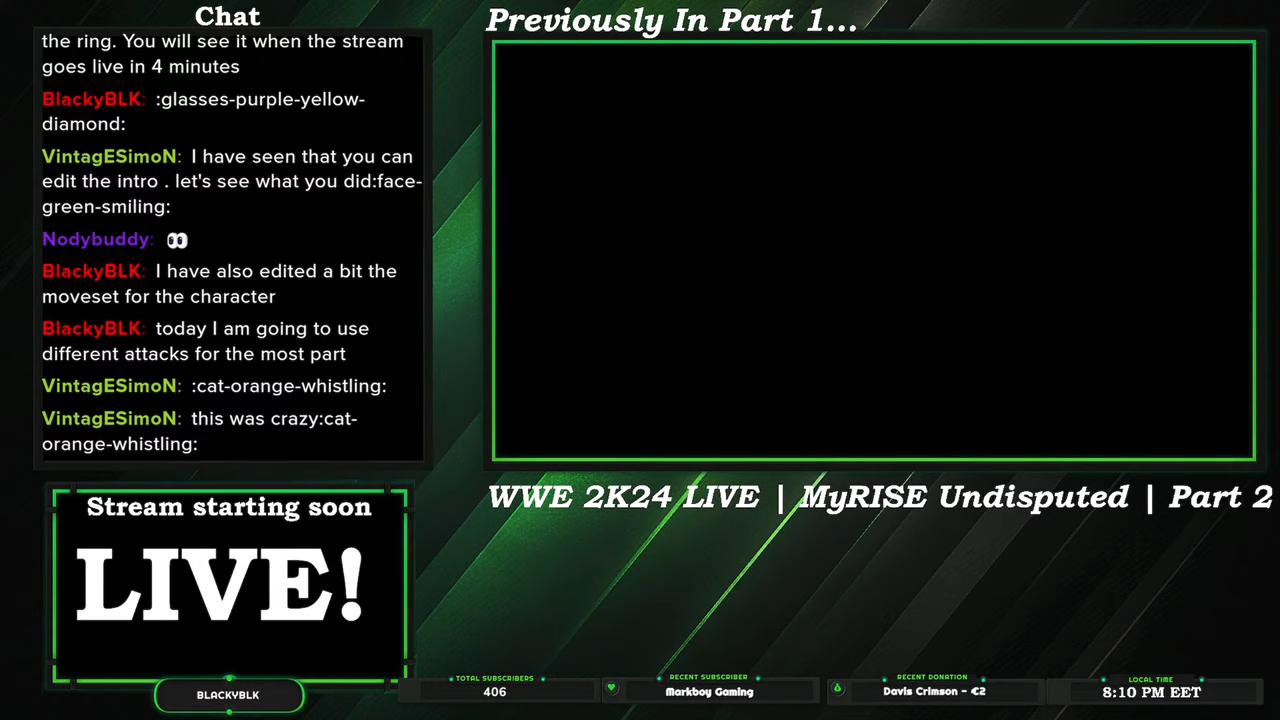 Chat
the ring. You will see it when the stream
goes live in 4 minutes
BlackyBLK: :glasses-purple-yellow-
diamond:
VintagESimoN: I have seen that you can
edit the intro . let's see what you did:face-
green-smiling:
Nodybuddy: 👀
BlackyBLK: I have also edited a bit the
moveset for the character
BlackyBLK: today I am going to use
different attacks for the most part
VintagESimoN: :cat-orange-whistling:
VintagESimoN: this was crazy:cat-
orange-whistling:
Previously In Part 1...
WWE 2K24 LIVE | MyRISE Undisputed | Part 2
Stream starting soon
LIVE!
BLACKYBLK
TOTAL SUBSCRIBERS
406
RECENT SUBSCRIBER
Markboy Gaming
RECENT DONATION
Davis Crimson - €2
LOCAL TIME
8:10 PM EET